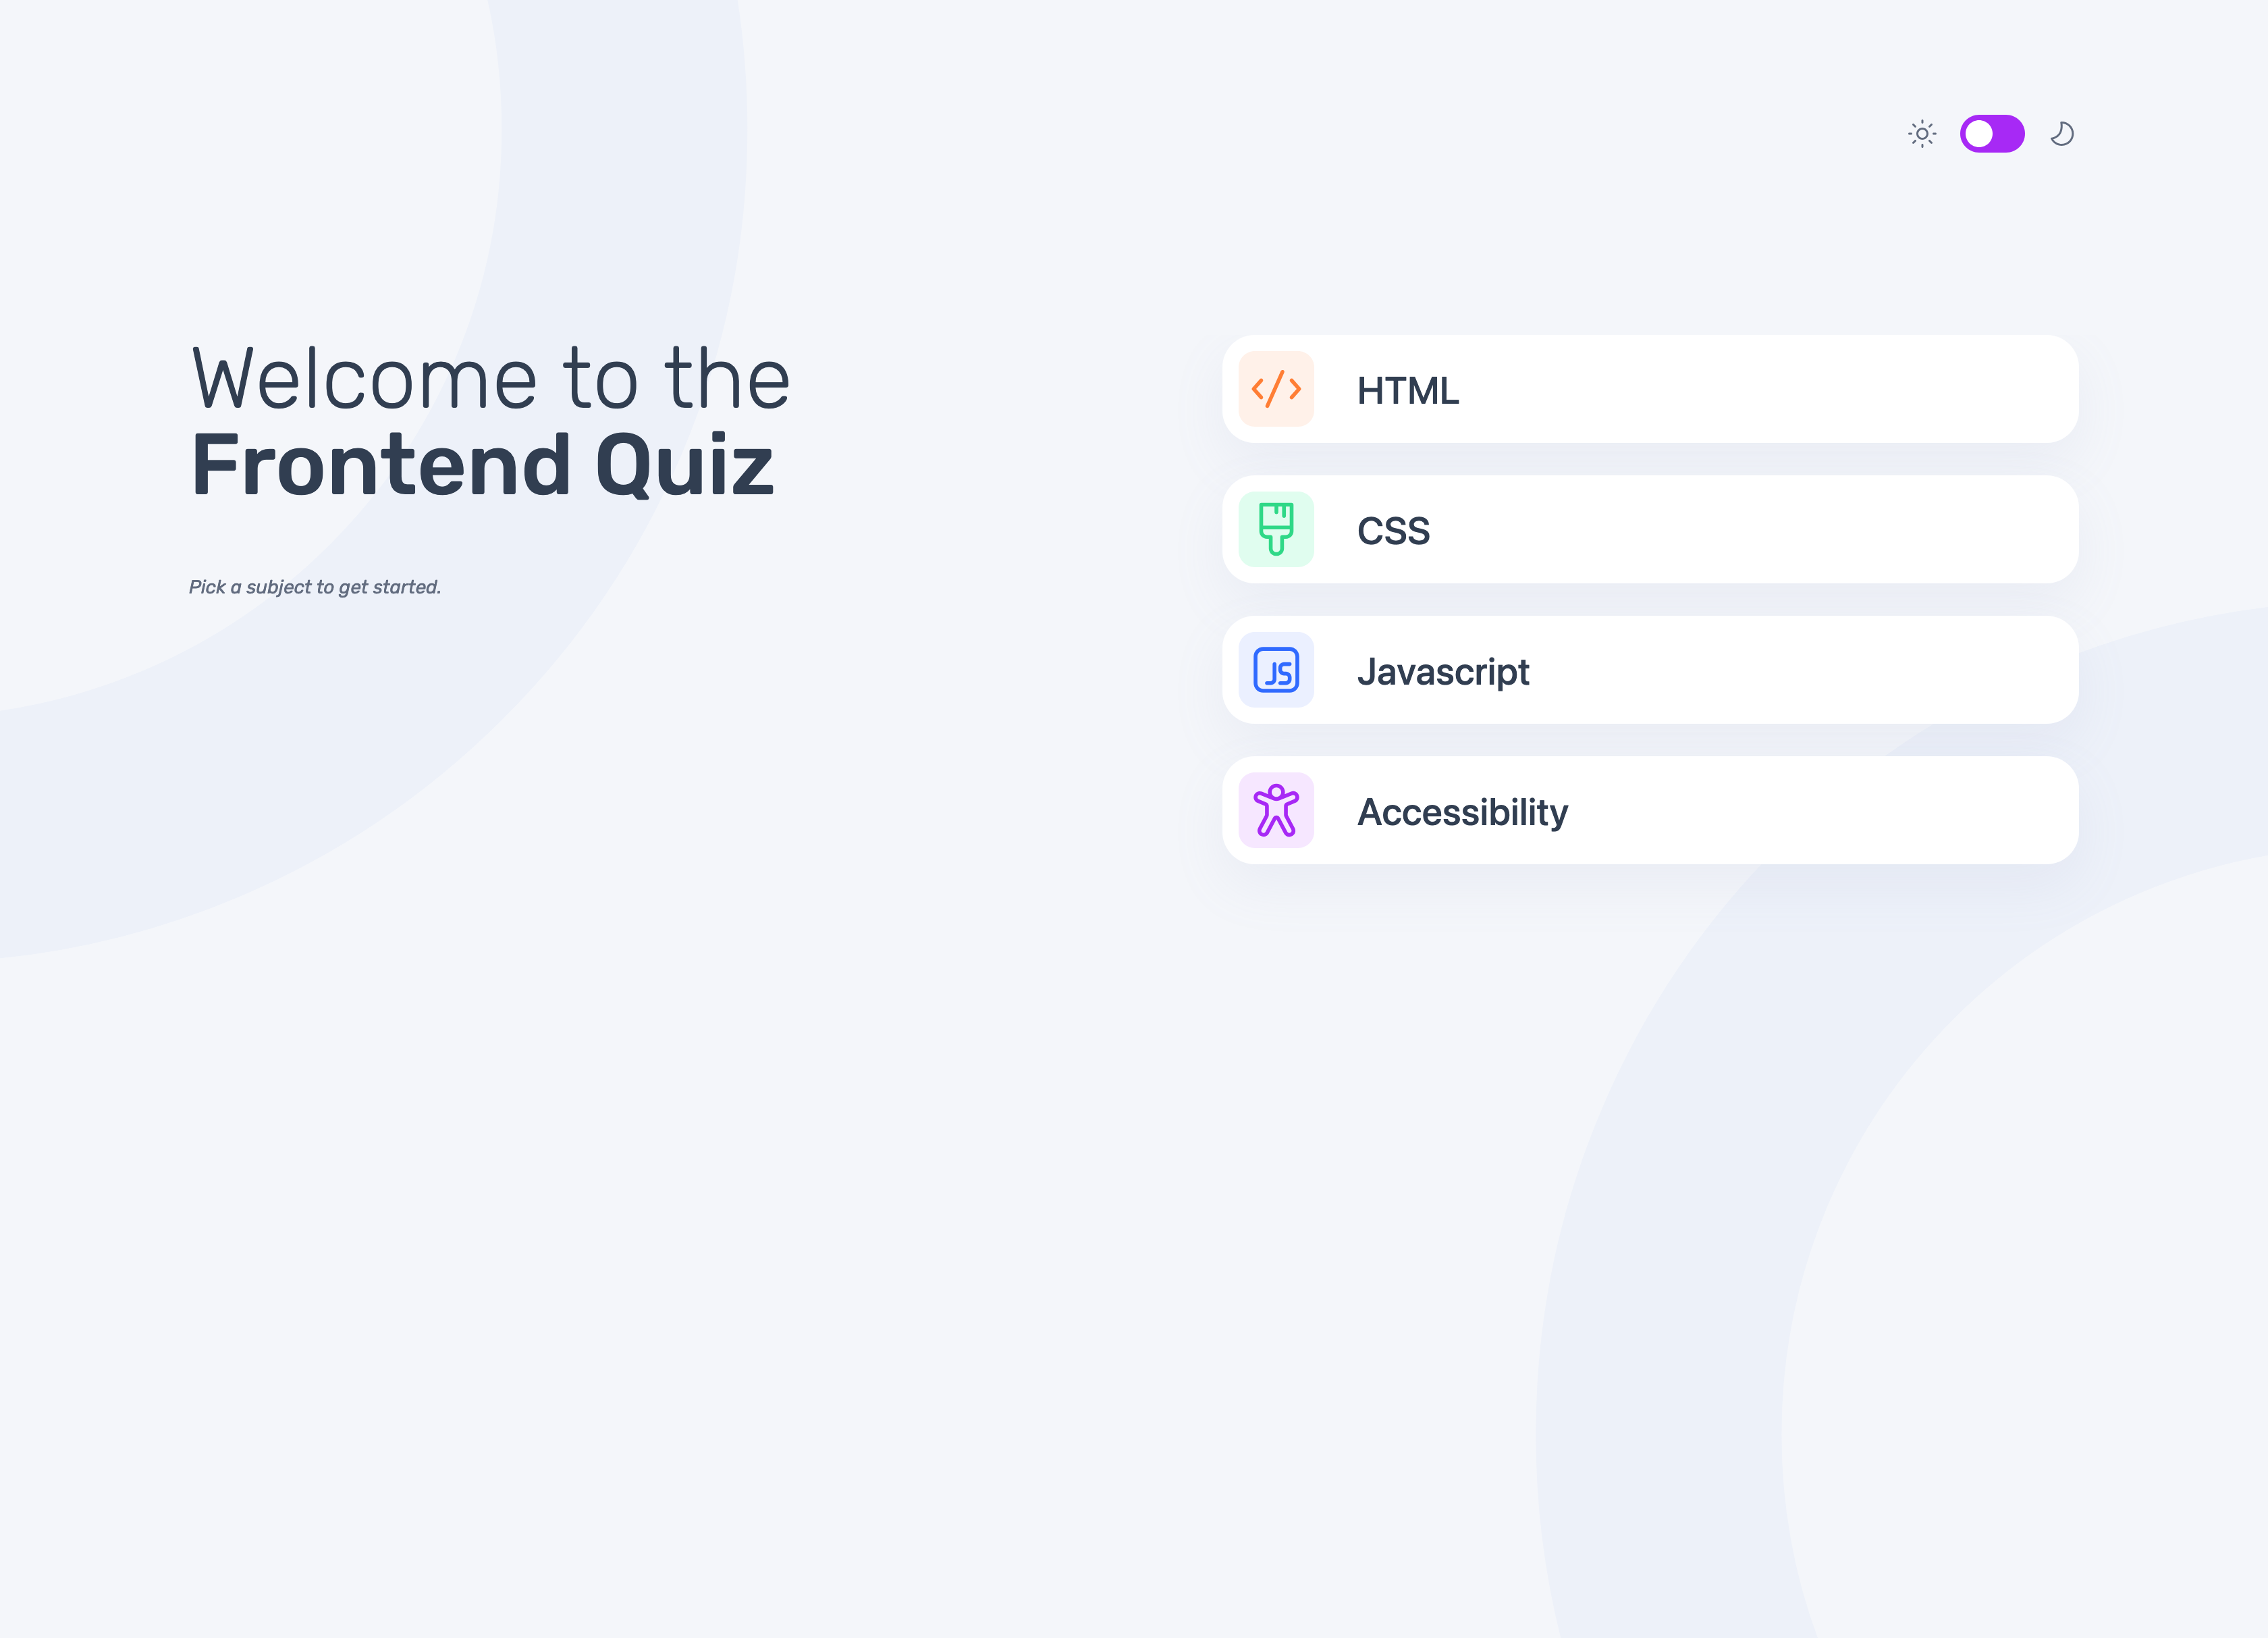 Welcome to the
Frontend Quiz
Pick a subject to get started.
HTML
CSS
JS
Javascript
Accessibility